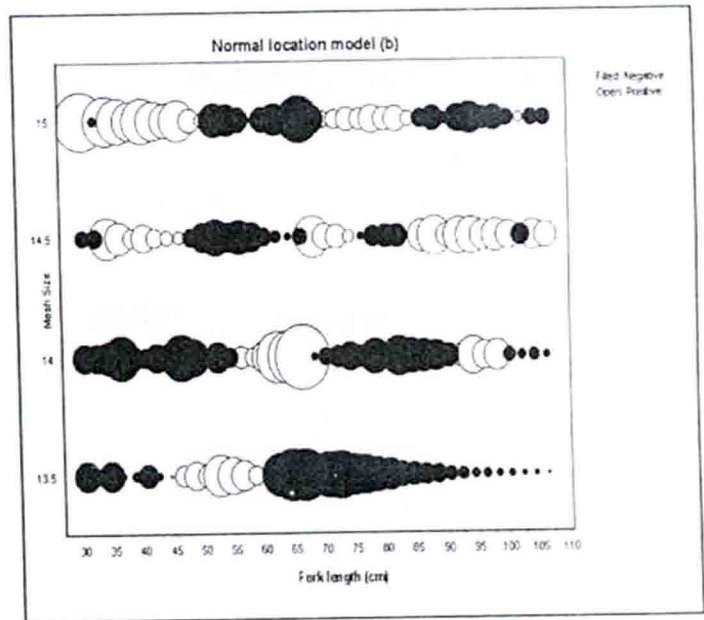 Normal location model (b)
Filled Negative
Open Positive
15
14.5
14
13.5
Mesh Size
30 35 40 45 50 55 60 65 70 75 80 85 90 95 100 105 110
Fork length (cm)